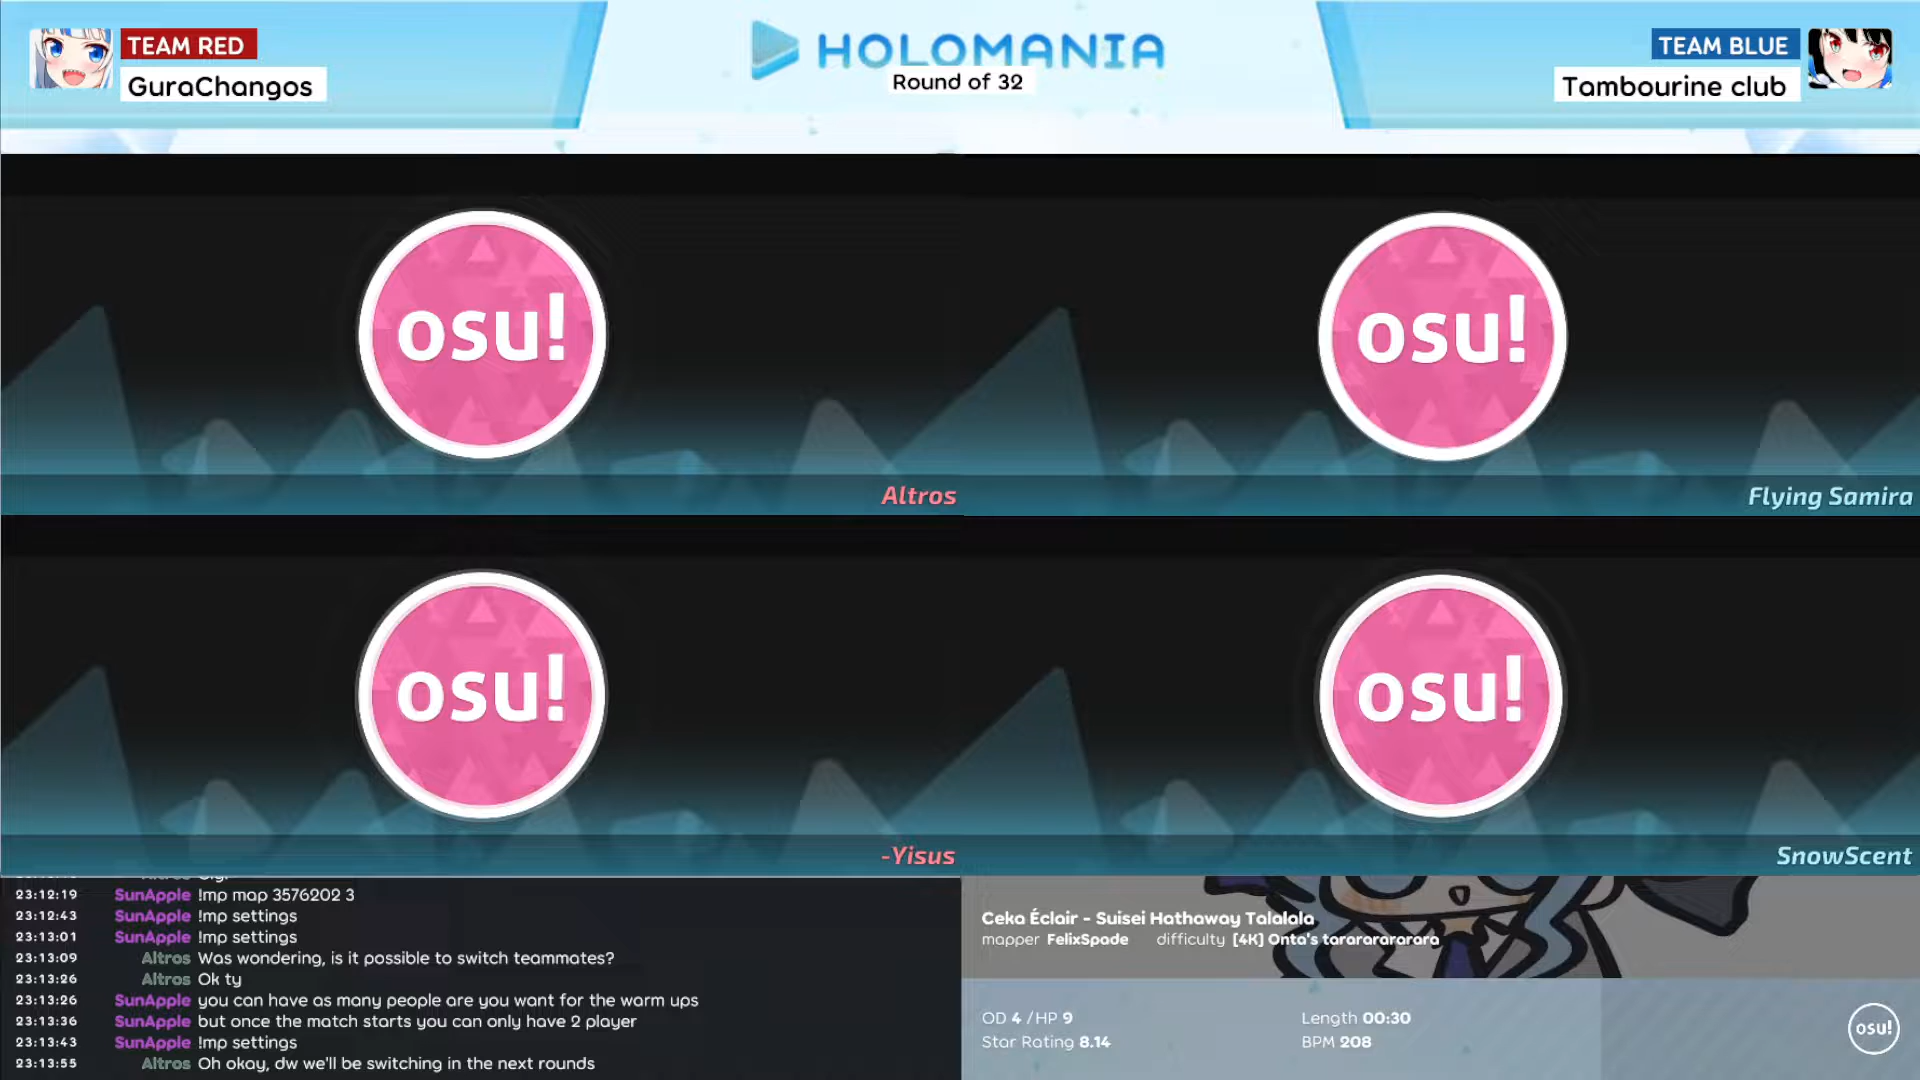 TEAM RED
GuraChangos
HOLOMANIA
Round of 32
TEAM BLUE
Tambourine club
osu!
Altros
osu!
Flying Samira
osu!
-Yisus
osu!
SnowScent
23:12:19 SunApple !mp map 3576202 3
23:12:43 SunApple !mp settings
23:13:01 SunApple !mp settings
23:13:09 Altros Was wondering, is it possible to switch teammates?
23:13:26 Altros Ok ty
23:13:26 SunApple you can have as many people are you want for the warm ups
23:13:36 SunApple but once the match starts you can only have 2 player
23:13:43 SunApple !mp settings
23:13:55 Altros Oh okay, dw we'll be switching in the next rounds
Ceka Éclair - Suisei Hathaway Talalala
mapper FelixSpade difficulty [4K] Onta's tararararararara
OD 4 / HP 9
Star Rating 8.14
Length 00:30
BPM 208
osu!